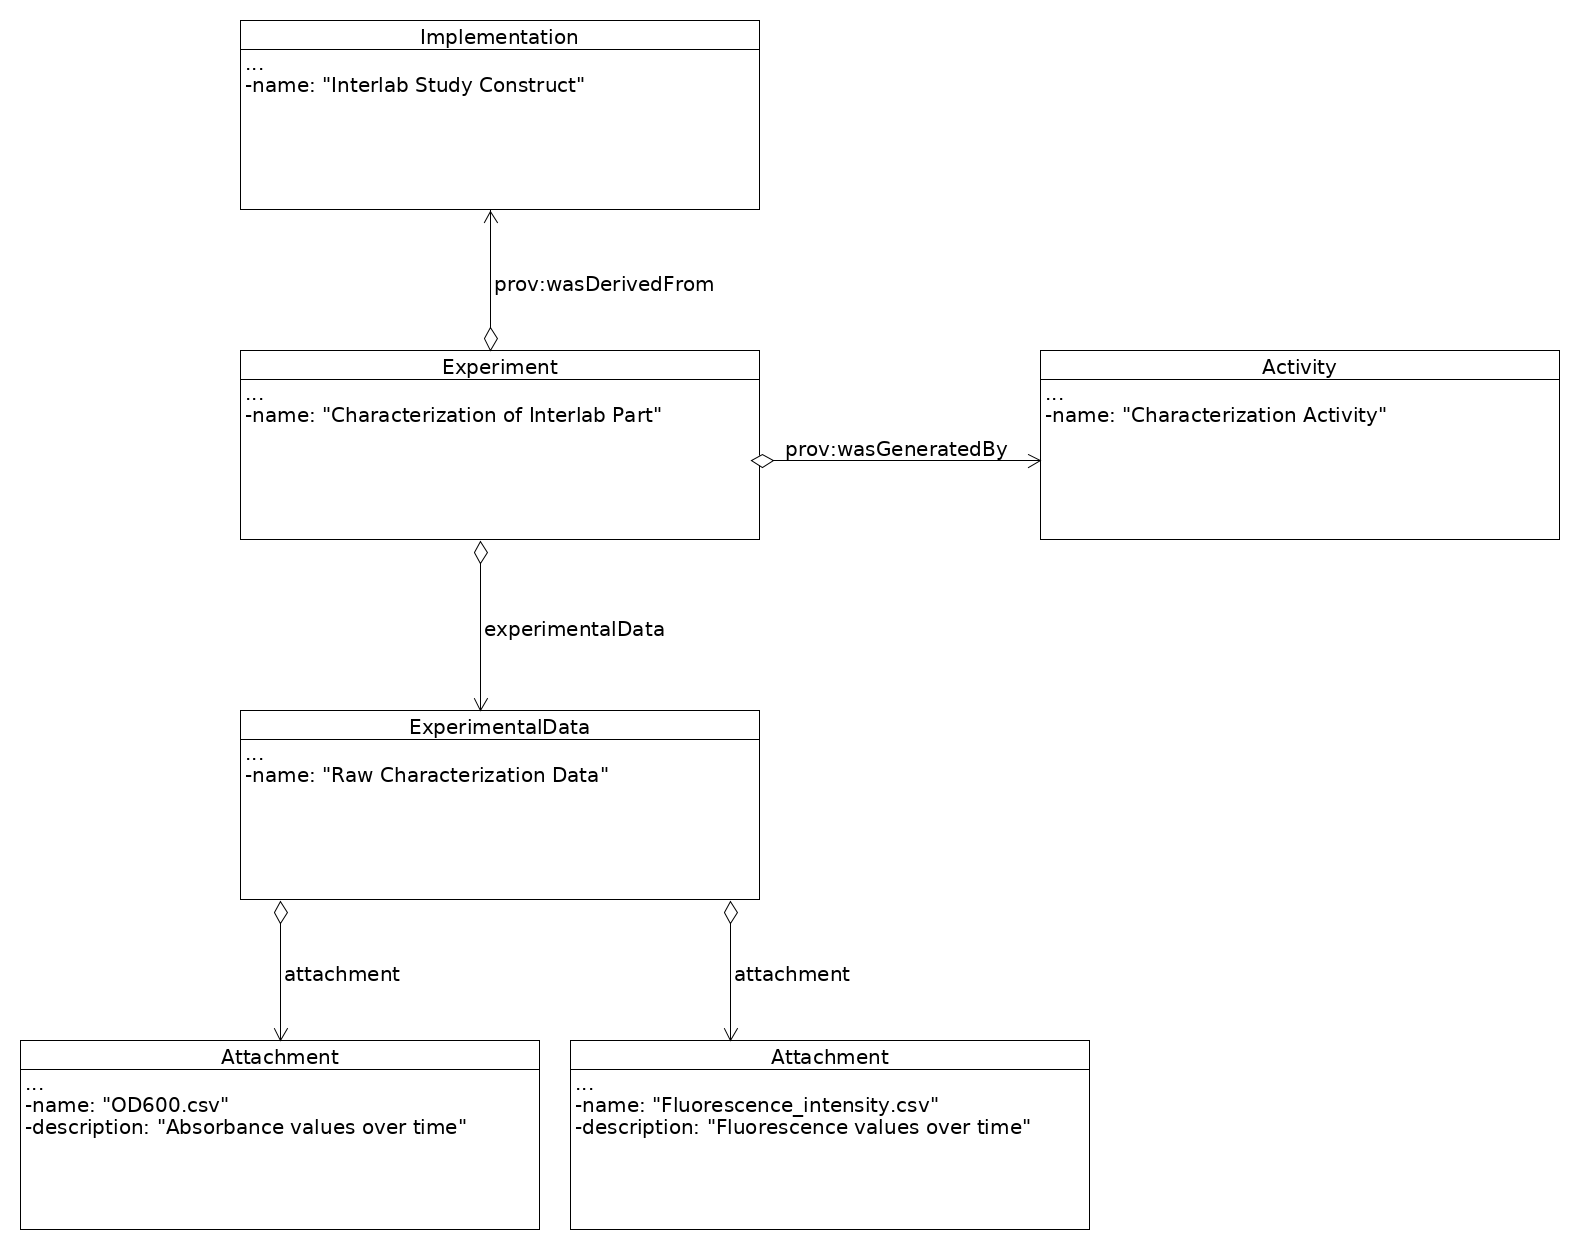 Implementation
...
-name: "Interlab Study Construct"
prov:wasDerivedFrom
Experiment
...
-name: "Characterization of Interlab Part"
prov:wasGeneratedBy
Activity
...
-name: "Characterization Activity"
experimentalData
ExperimentalData
...
-name: "Raw Characterization Data"
attachment
attachment
Attachment
...
-name: "OD600.csv"
-description: "Absorbance values over time"
Attachment
...
-name: "Fluorescence_intensity.csv"
-description: "Fluorescence values over time"